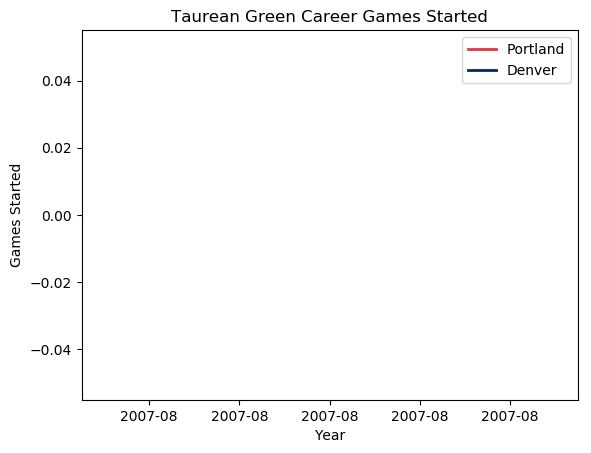 Taurean Green Career Games Started
Portland
Denver
0.04
0.02
0.00
−0.02
−0.04
Games Started
2007-08 2007-08 2007-08 2007-08 2007-08
Year